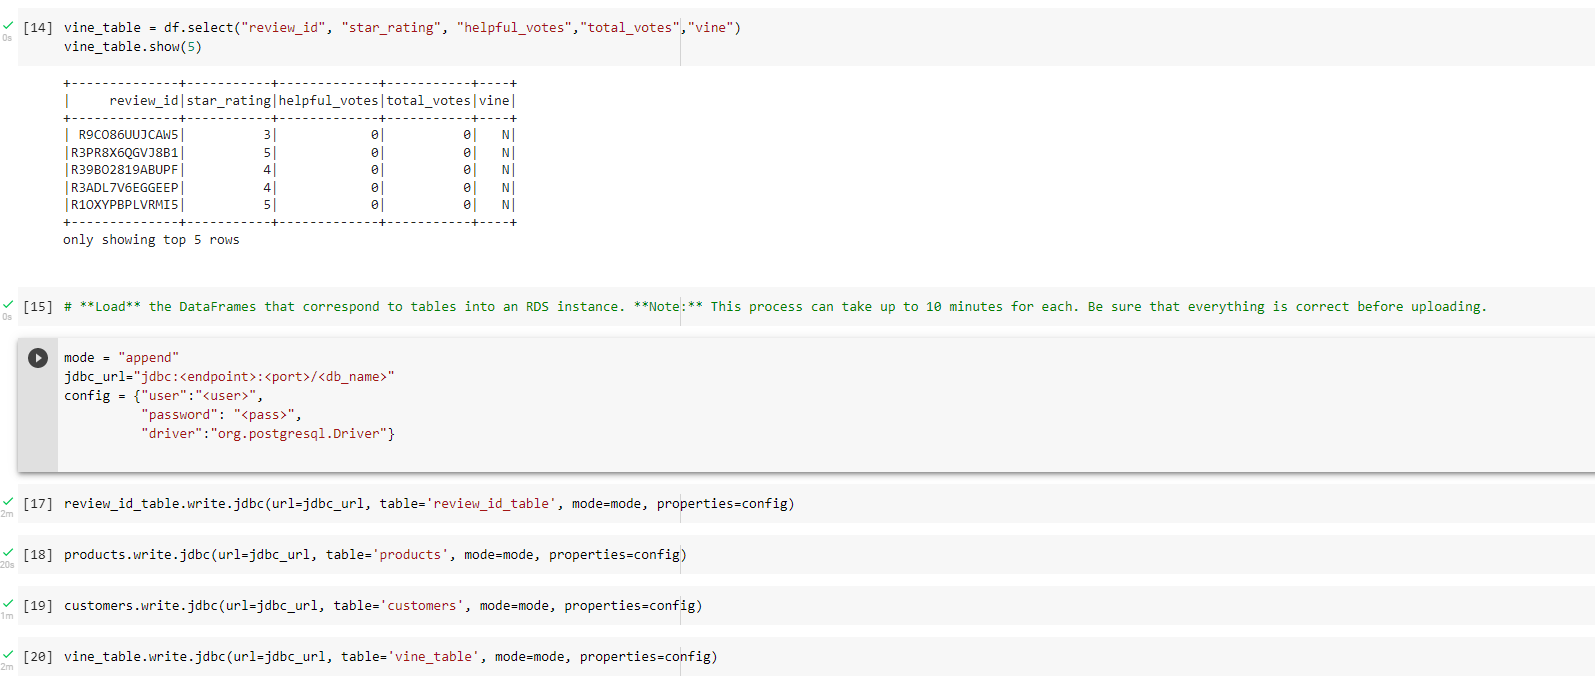 [14] vine_table = df.select("review_id", "star_rating", "helpful_votes","total_votes","vine")
0s
vine_table.show(5)
+--------------+-----------+-------------+-----------+----+
|     review_id|star_rating|helpful_votes|total_votes|vine|
+--------------+-----------+-------------+-----------+----+
| R9CO86UUJCAW5|          3|            0|          0|   N|
|R3PR8X6QGVJ8B1|          5|            0|          0|   N|
|R39BO2819ABUPF|          4|            0|          0|   N|
|R3ADL7V6EGGEEP|          4|            0|          0|   N|
|R1OXYPBPLVRMI5|          5|            0|          0|   N|
+--------------+-----------+-------------+-----------+----+
only showing top 5 rows
[15] # **Load** the DataFrames that correspond to tables into an RDS instance. **Note:** This process can take up to 10 minutes for each. Be sure that everything is correct before uploading.
0s
mode = "append"
jdbc_url="jdbc:<endpoint>:<port>/<db_name>"
config = {"user":"<user>",
          "password": "<pass>",
          "driver":"org.postgresql.Driver"}
[17] review_id_table.write.jdbc(url=jdbc_url, table='review_id_table', mode=mode, properties=config)
2m
[18] products.write.jdbc(url=jdbc_url, table='products', mode=mode, properties=config)
20s
[19] customers.write.jdbc(url=jdbc_url, table='customers', mode=mode, properties=config)
1m
[20] vine_table.write.jdbc(url=jdbc_url, table='vine_table', mode=mode, properties=config)
2m